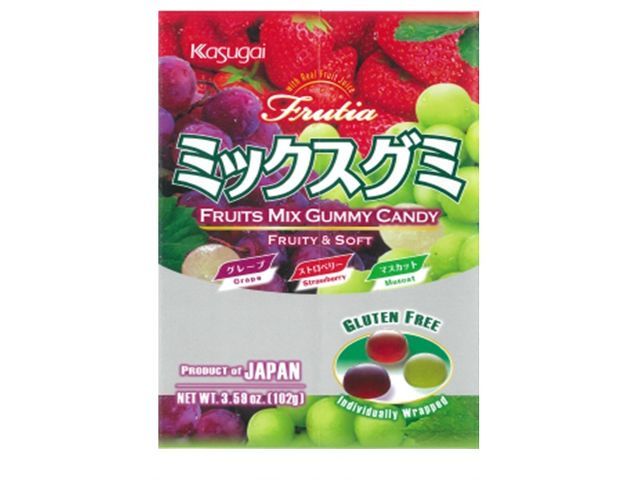 Kasugai
with Real Fruit Juice
Frutia
ミックスグミ
FRUITS MIX GUMMY CANDY
FRUITY & SOFT
グレープ
Grape
ストロベリー
Strawberry
マスカット
Muscat
GLUTEN FREE
PRODUCT of JAPAN
NET WT. 3.59 oz. (102g)
Individually Wrapped